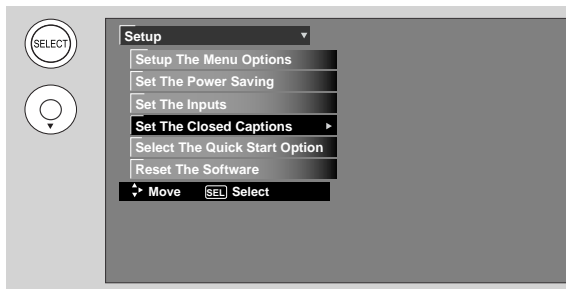 SELECT
Setup
Setup The Menu Options
Set The Power Saving
Set The Inputs
Set The Closed Captions
Select The Quick Start Option
Reset The Software
Move SEL Select